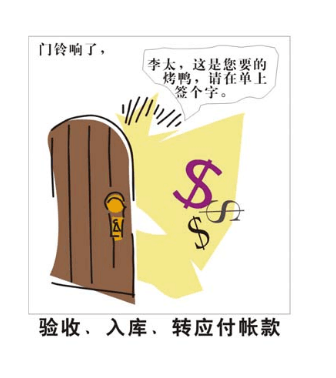 门铃响了，
李太，这是您要的
烤鸭，请在单上
签个字。
$
$
$
验收、入库、转应付帐款